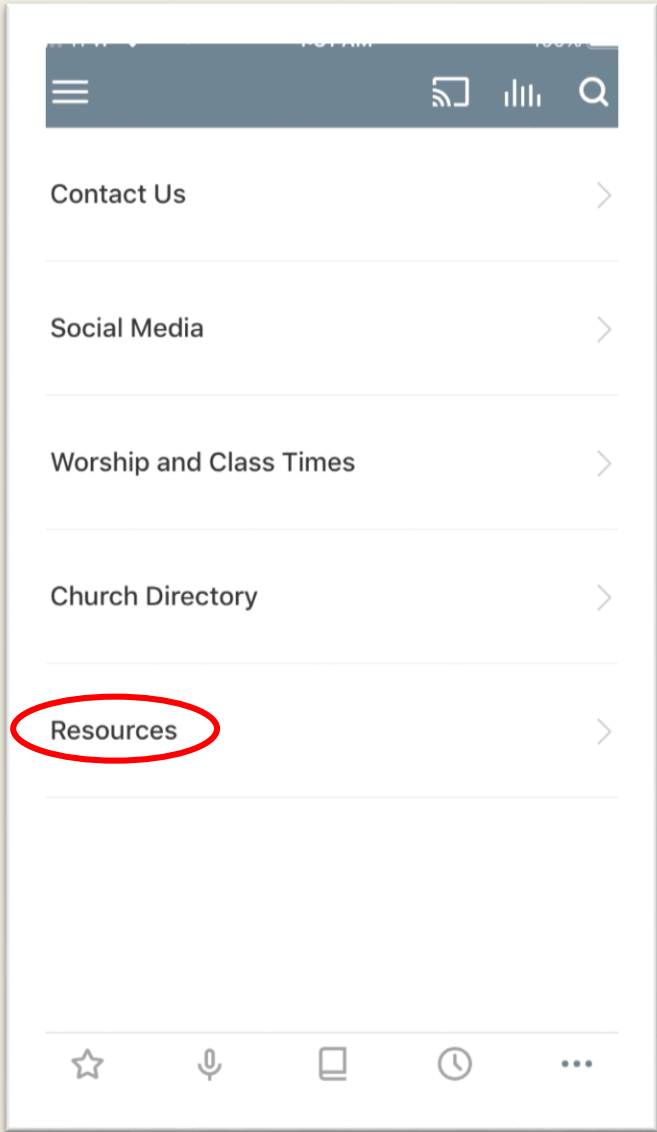 Contact Us
Social Media
Worship and Class Times
Church Directory
Resources